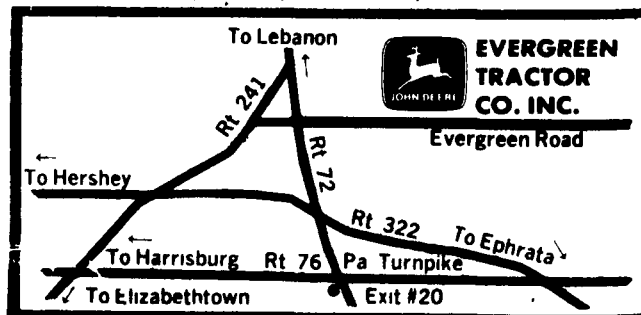 To Lebanon
EVERGREEN
TRACTOR
CO. INC.
JOHN DEERE
Rt 241
Evergreen Road
Rt 72
To Hershey
Rt 322
To Ephrata
To Harrisburg Rt 76 Pa Turnpike
To Elizabethtown
Exit #20